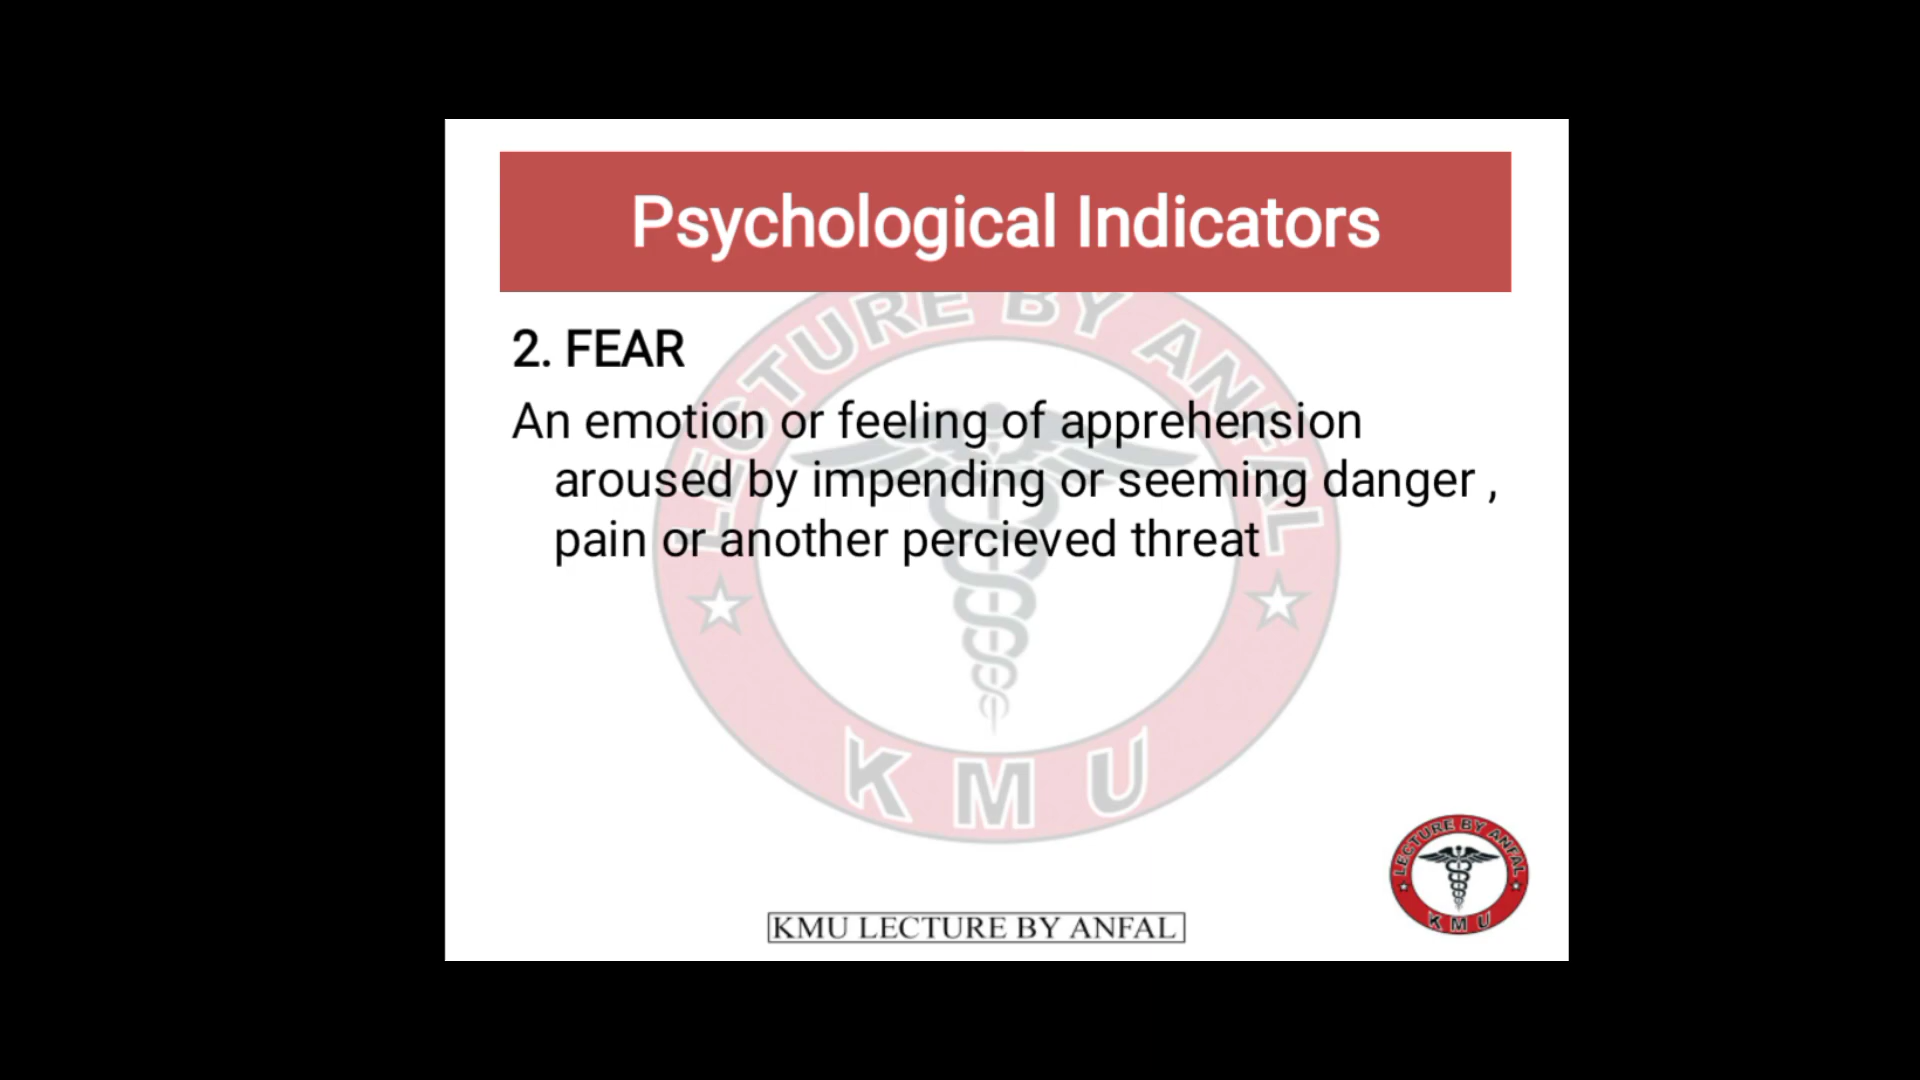 Psychological Indicators
2. FEAR
An emotion or feeling of apprehension
aroused by impending or seeming danger ,
pain or another percieved threat
LECTURE BY ANFAL
KMU
LECTURE BY ANFAL
KMU
KMU LECTURE BY ANFAL